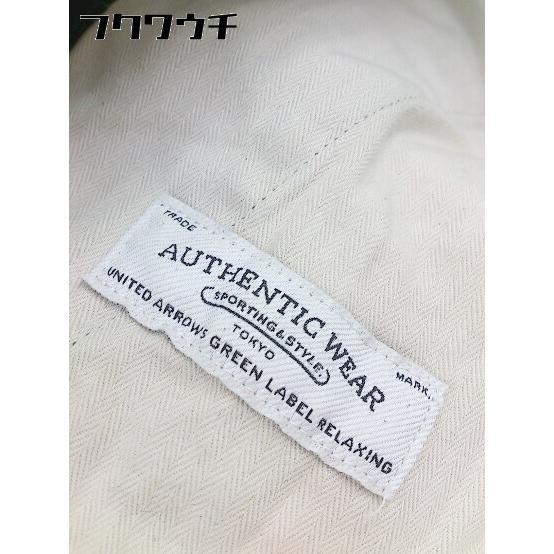 フクワウチ
TRADE MARK.
AUTHENTIC WEAR
SPORTING & STYLE.
TOKYO
UNITED ARROWS GREEN LABEL RELAXING